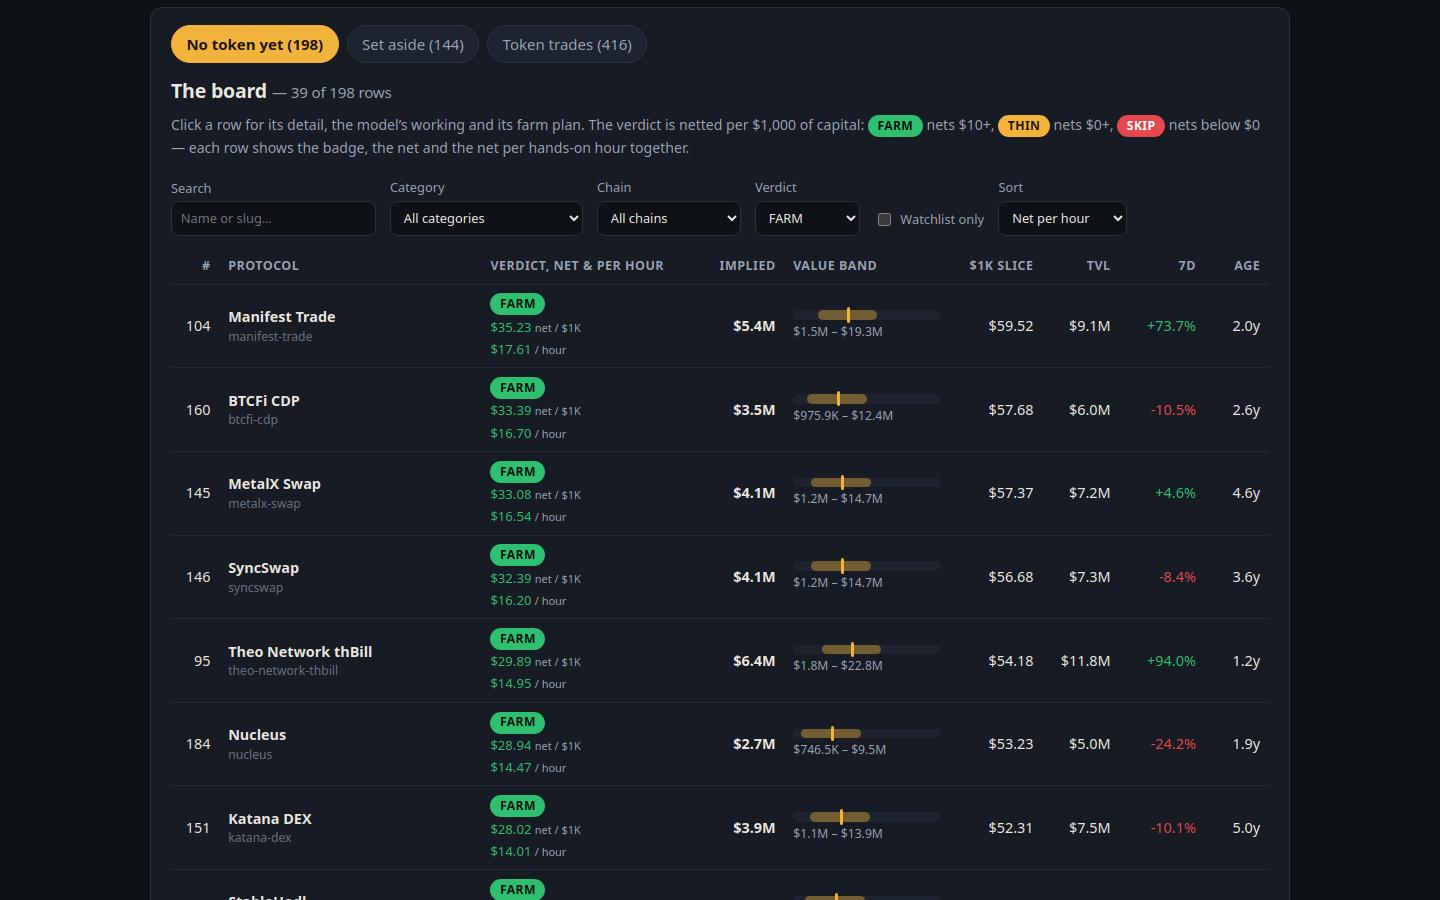 No token yet (198) Set aside (144) Token trades (416)
The board — 39 of 198 rows
Click a row for its detail, the model’s working and its farm plan. The verdict is netted per $1,000 of capital: FARM nets $10+, THIN nets $0+, SKIP nets below $0
— each row shows the badge, the net and the net per hands-on hour together.
Search Category Chain Verdict Sort
Name or slug... All categories All chains FARM Watchlist only Net per hour
# PROTOCOL VERDICT, NET & PER HOUR IMPLIED VALUE BAND $1K SLICE TVL 7D AGE
FARM
104 Manifest Trade $35.23 net / $1K $5.4M $1.5M – $19.3M $59.52 $9.1M +73.7% 2.0y
manifest-trade $17.61 / hour
FARM
160 BTCFi CDP $33.39 net / $1K $3.5M $975.9K – $12.4M $57.68 $6.0M -10.5% 2.6y
btcfi-cdp $16.70 / hour
FARM
145 MetalX Swap $33.08 net / $1K $4.1M $1.2M – $14.7M $57.37 $7.2M +4.6% 4.6y
metalx-swap $16.54 / hour
FARM
146 SyncSwap $32.39 net / $1K $4.1M $1.2M – $14.7M $56.68 $7.3M -8.4% 3.6y
syncswap $16.20 / hour
FARM
95 Theo Network thBill $29.89 net / $1K $6.4M $1.8M – $22.8M $54.18 $11.8M +94.0% 1.2y
theo-network-thbill $14.95 / hour
FARM
184 Nucleus $28.94 net / $1K $2.7M $746.5K – $9.5M $53.23 $5.0M -24.2% 1.9y
nucleus $14.47 / hour
FARM
151 Katana DEX $28.02 net / $1K $3.9M $1.1M – $13.9M $52.31 $7.5M -10.1% 5.0y
katana-dex $14.01 / hour
FARM